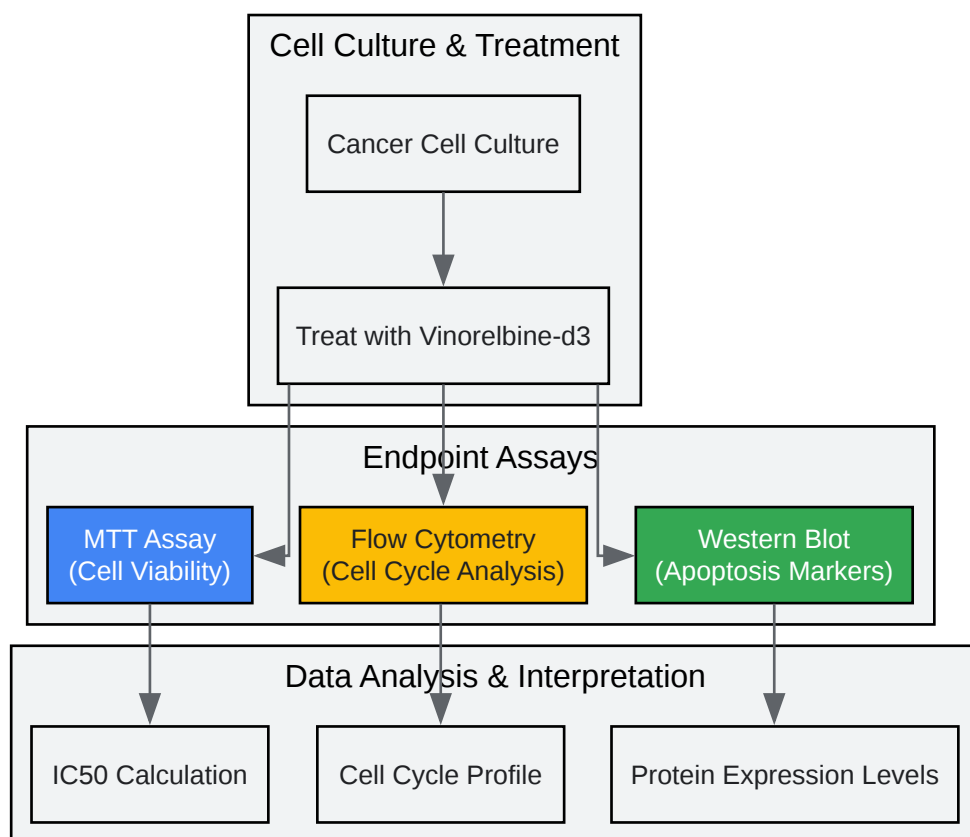 Cell Culture & Treatment
Cancer Cell Culture
Treat with Vinorelbine-d3
Endpoint Assays
MTT Assay
(Cell Viability)
Flow Cytometry
(Cell Cycle Analysis)
Western Blot
(Apoptosis Markers)
Data Analysis & Interpretation
IC50 Calculation
Cell Cycle Profile
Protein Expression Levels